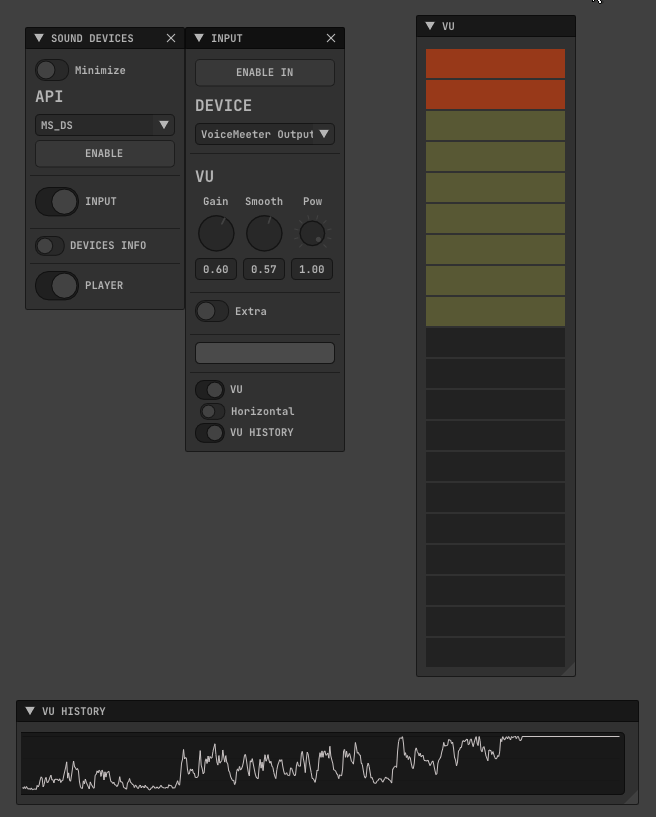 SOUND DEVICES
Minimize
API
MS_DS
ENABLE
INPUT
DEVICES INFO
PLAYER
INPUT
ENABLE IN
DEVICE
VoiceMeeter Output
VU
Gain Smooth Pow
0.60 0.57 1.00
Extra
VU
Horizontal
VU HISTORY
VU
VU HISTORY